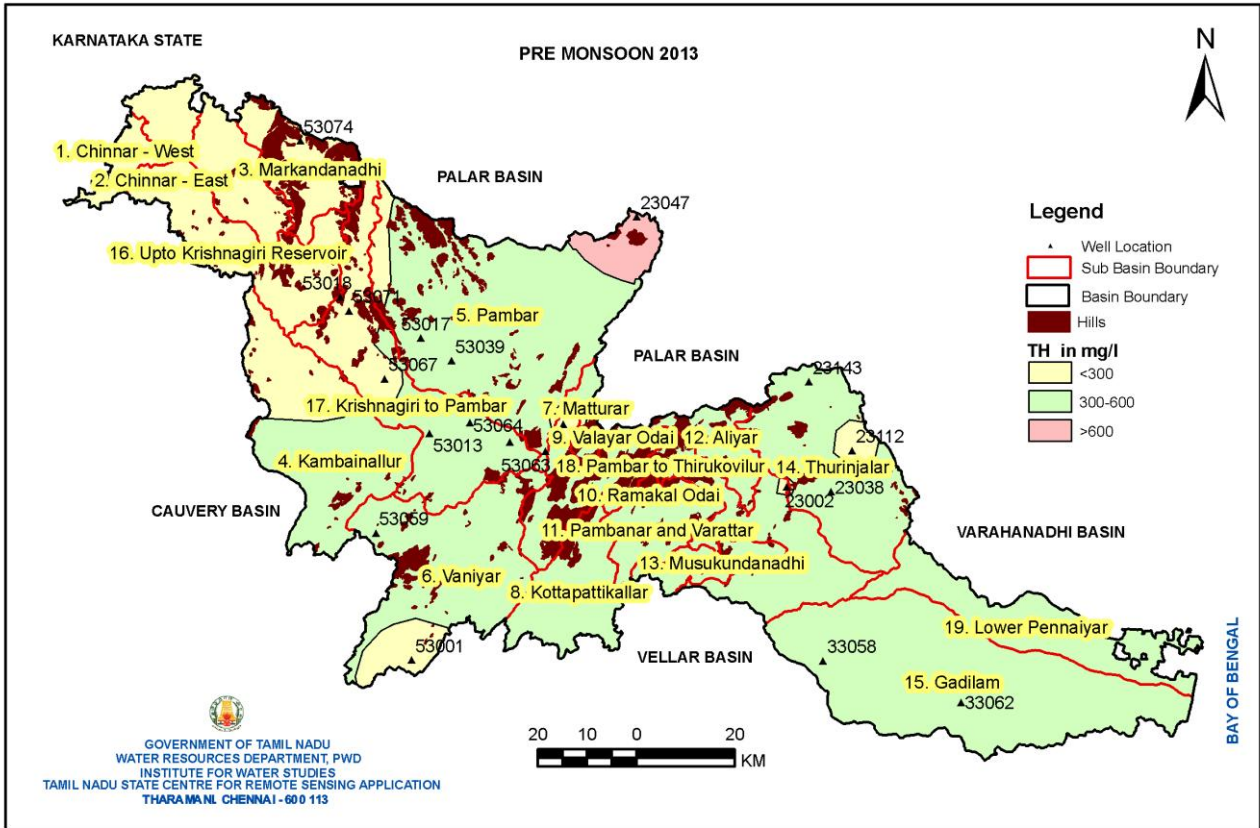 KARNATAKA STATE
PRE MONSOON 2013
N
53074
1. Chinnar - West
3. Markandanadhi
2. Chinnar - East
PALAR BASIN
23047
Legend
Well Location
Sub Basin Boundary
Basin Boundary
Hills
TH in mg/l
<300
300-600
>600
16. Upto Krishnagiri Reservoir
53018
53071
5. Pambar
53017
53039
PALAR BASIN
53067
23143
17. Krishnagiri to Pambar
7. Matturar
53064
9. Valayar Odai
12. Aliyar
23112
53013
4. Kambainallur
53063
18. Pambar to Thirukovilur
14. Thurinjalar
10. Ramakal Odai
23002
23038
CAUVERY BASIN
53059
11. Pambanar and Varattar
VARAHANADHI BASIN
13. Musukundanadhi
6. Vaniyar
8. Kottapattikallar
19. Lower Pennaiyar
53001
VELLAR BASIN
33058
15. Gadilam
33062
BAY OF BENGAL
20 10 0 20
KM
GOVERNMENT OF TAMIL NADU
WATER RESOURCES DEPARTMENT, PWD
INSTITUTE FOR WATER STUDIES
TAMIL NADU STATE CENTRE FOR REMOTE SENSING APPLICATION
THARAMANI. CHENNAI - 600 113